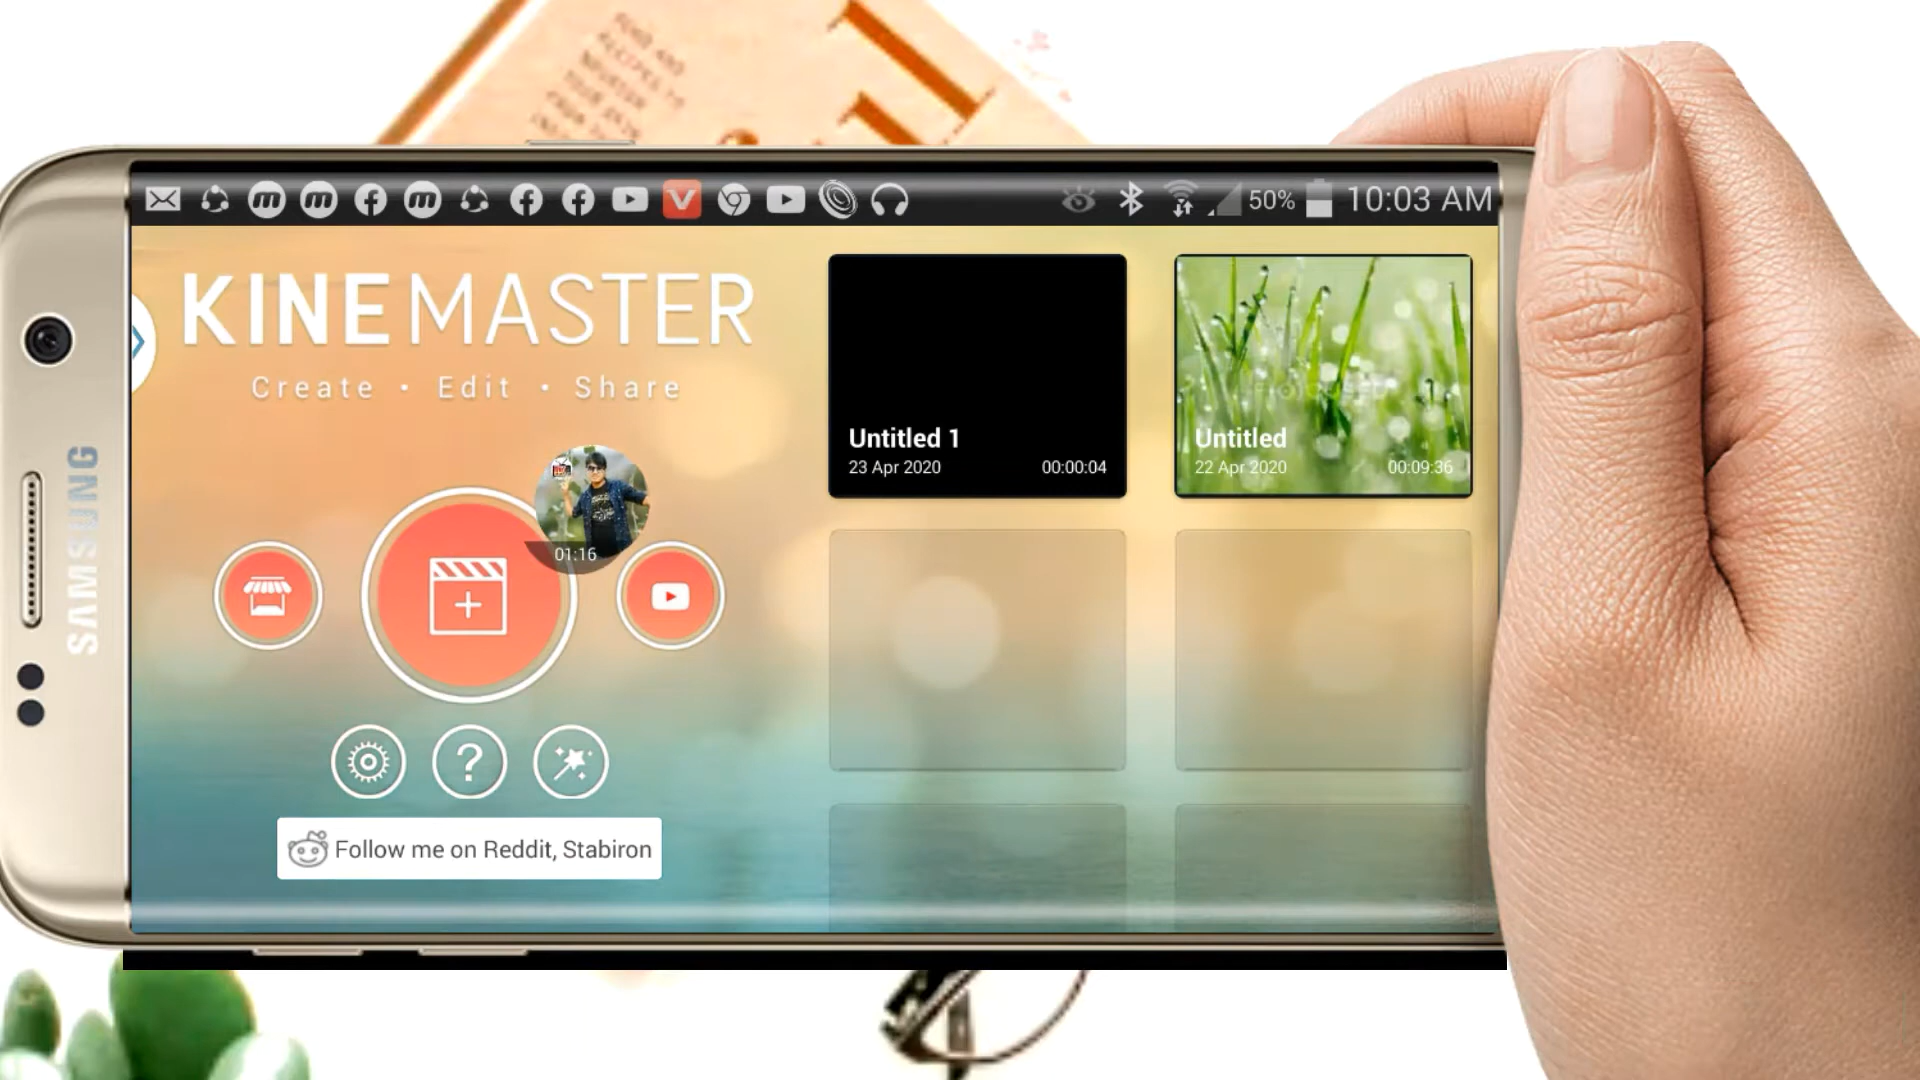 SAMSUNG
50% 10:03 AM
KINEMASTER
Create • Edit • Share
01:16
Follow me on Reddit, Stabiron
Untitled 1
23 Apr 2020 00:00:04
Untitled
22 Apr 2020 00:09:36